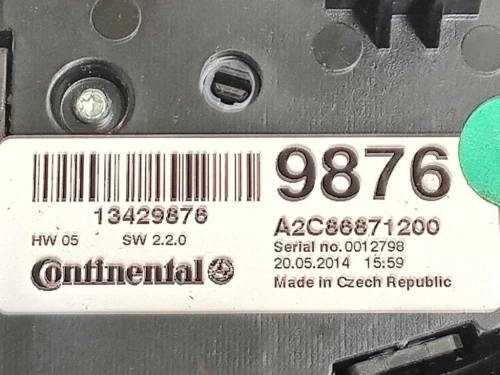 9876
13429876
A2C86871200
HW 05 SW 2.2.0
Serial no. 0012798
20.05.2014 15:59
Continental
Made in Czech Republic